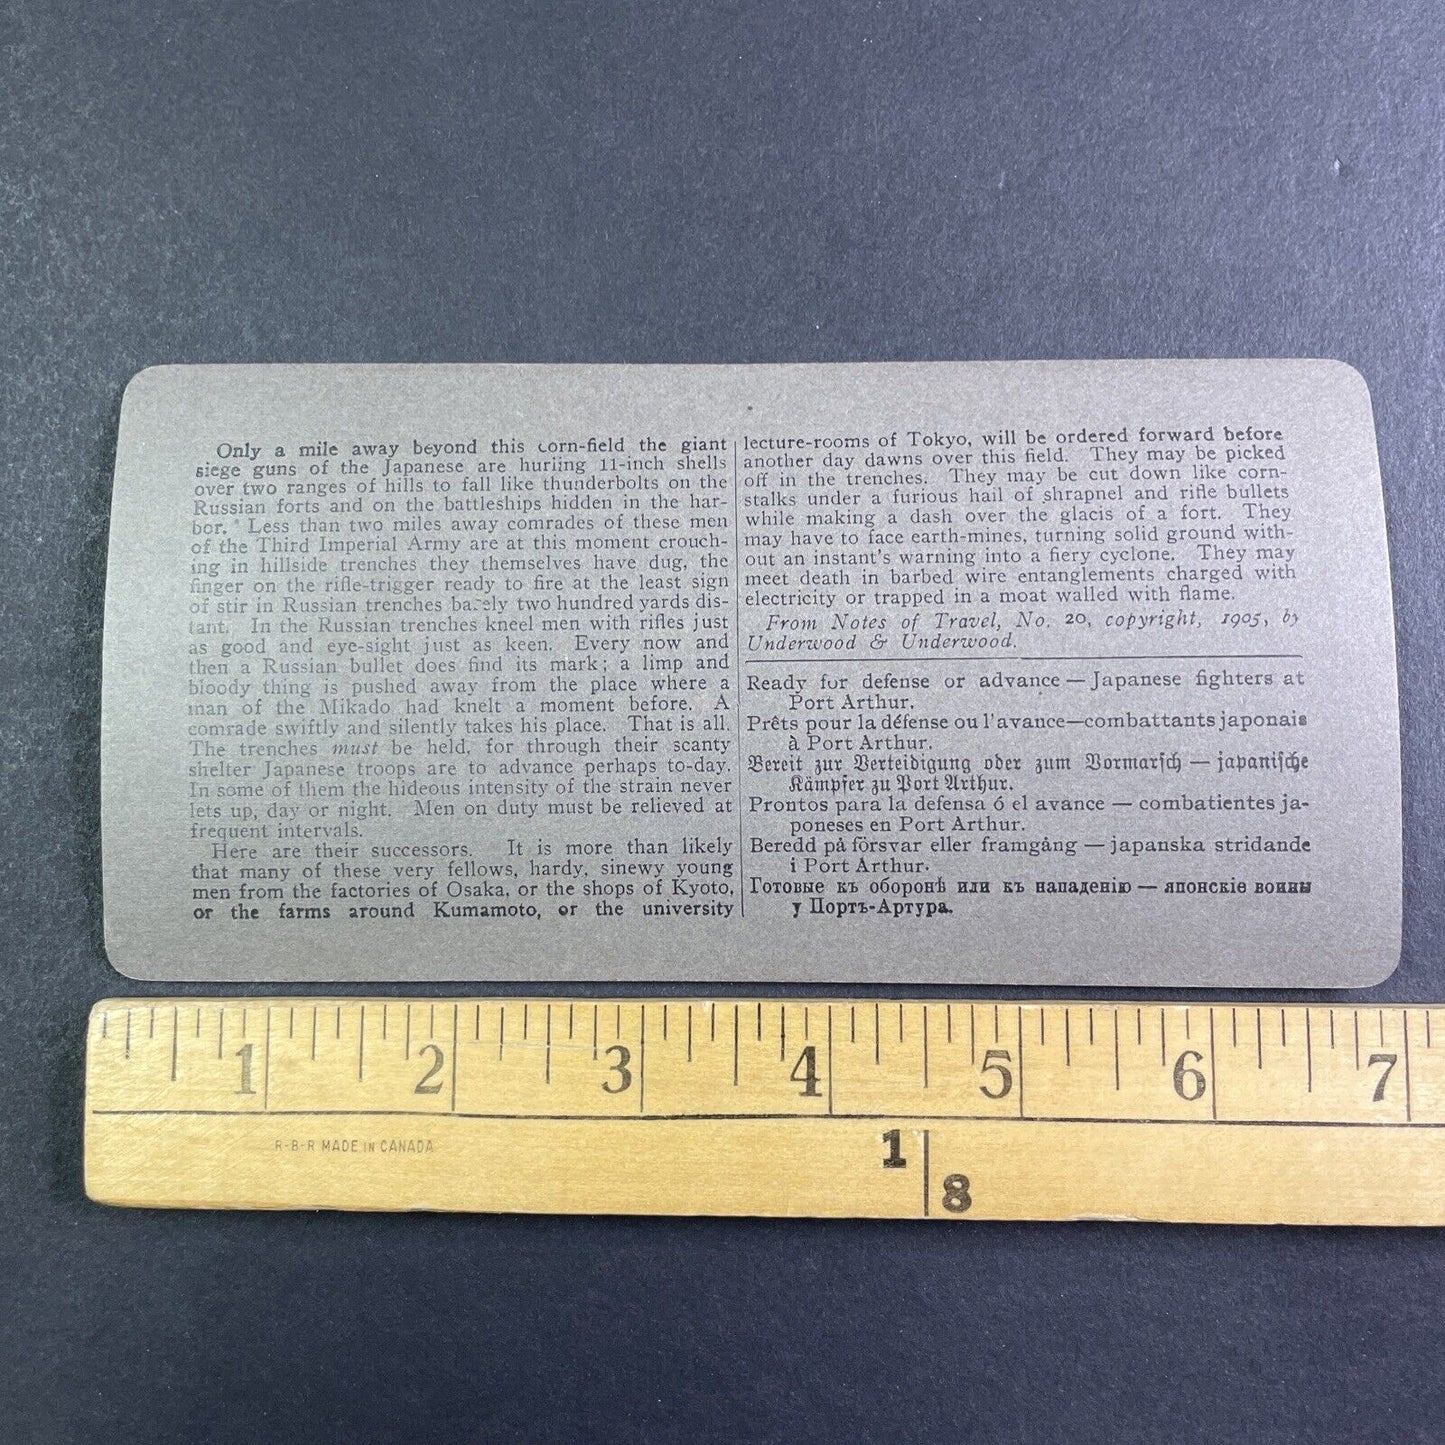 Only a mile away beyond this corn-field the giant
siege guns of the Japanese are hurling 11-inch shells
over two ranges of hills to fall like thunderbolts on the
Russian forts and on the battleships hidden in the har-
bor. Less than two miles away comrades of these men
of the Third Imperial Army are at this moment crouch-
ing in hillside trenches they themselves have dug, the
finger on the rifle-trigger ready to fire at the least sign
of stir in Russian trenches barely two hundred yards dis-
tant. In the Russian trenches kneel men with rifles just
as good and eye-sight just as keen. Every now and
then a Russian bullet does find its mark; a limp and
bloody thing is pushed away from the place where a
man of the Mikado had knelt a moment before. A
comrade swiftly and silently takes his place. That is all.
The trenches must be held, for through their scanty
shelter Japanese troops are to advance perhaps to-day.
In some of them the hideous intensity of the strain never
lets up, day or night. Men on duty must be relieved at
frequent intervals.
Here are their successors. It is more than likely
that many of these very fellows, hardy, sinewy young
men from the factories of Osaka, or the shops of Kyoto,
or the farms around Kumamoto, or the university
lecture-rooms of Tokyo, will be ordered forward before
another day dawns over this field. They may be picked
off in the trenches. They may be cut down like corn-
stalks under a furious hail of shrapnel and rifle bullets
while making a dash over the glacis of a fort. They
may have to face earth-mines, turning solid ground with-
out an instant's warning into a fiery cyclone. They may
meet death in barbed wire entanglements charged with
electricity or trapped in a moat walled with flame.
From Notes of Travel, No. 20, copyright, 1905, by
Underwood & Underwood.
Ready for defense or advance — Japanese fighters at
Port Arthur.
Prêts pour la défense ou l'avance—combattants japonais
à Port Arthur.
Bereit zur Verteidigung oder zum Vormarsch — japanische
Kämpfer zu Port Arthur.
Prontos para la defensa ó el avance — combatientes ja-
poneses en Port Arthur.
Beredd på försvar eller framgång — japanska stridande
i Port Arthur.
Готовые къ оборонѣ или къ нападенію — японскіе воины
у Портъ-Артура.
1 2 3 4 5 6 7
R-B-R MADE IN CANADA
1
8